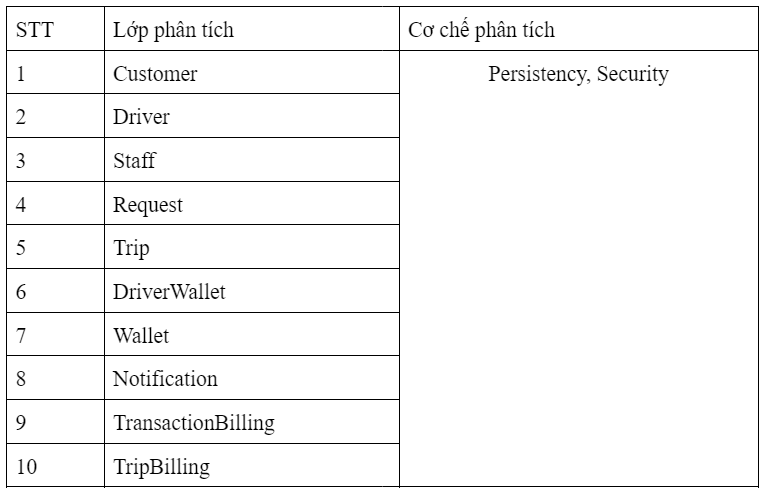 STT Lớp phân tích Cơ chế phân tích
1 Customer Persistency, Security
2 Driver
3 Staff
4 Request
5 Trip
6 DriverWallet
7 Wallet
8 Notification
9 TransactionBilling
10 TripBilling